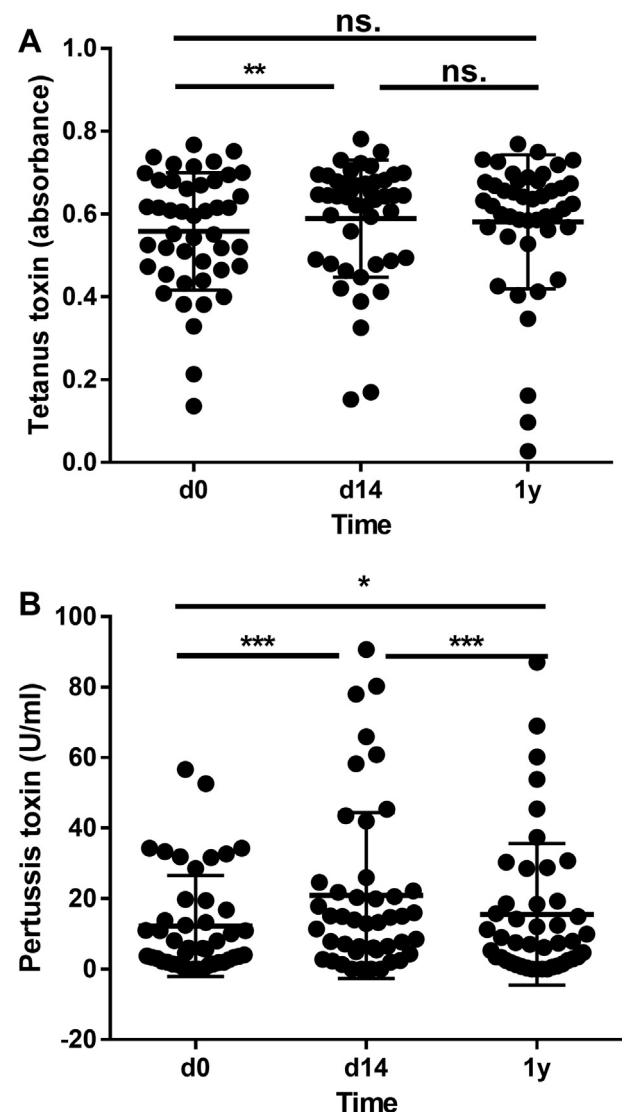 A
ns.
**
ns.
Tetanus toxin (absorbance)
1.0
0.8
0.6
0.4
0.2
0.0
d0 d14 1y
Time
B
*
***
***
Pertussis toxin (U/ml)
100
80
60
40
20
0
-20
d0 d14 1y
Time